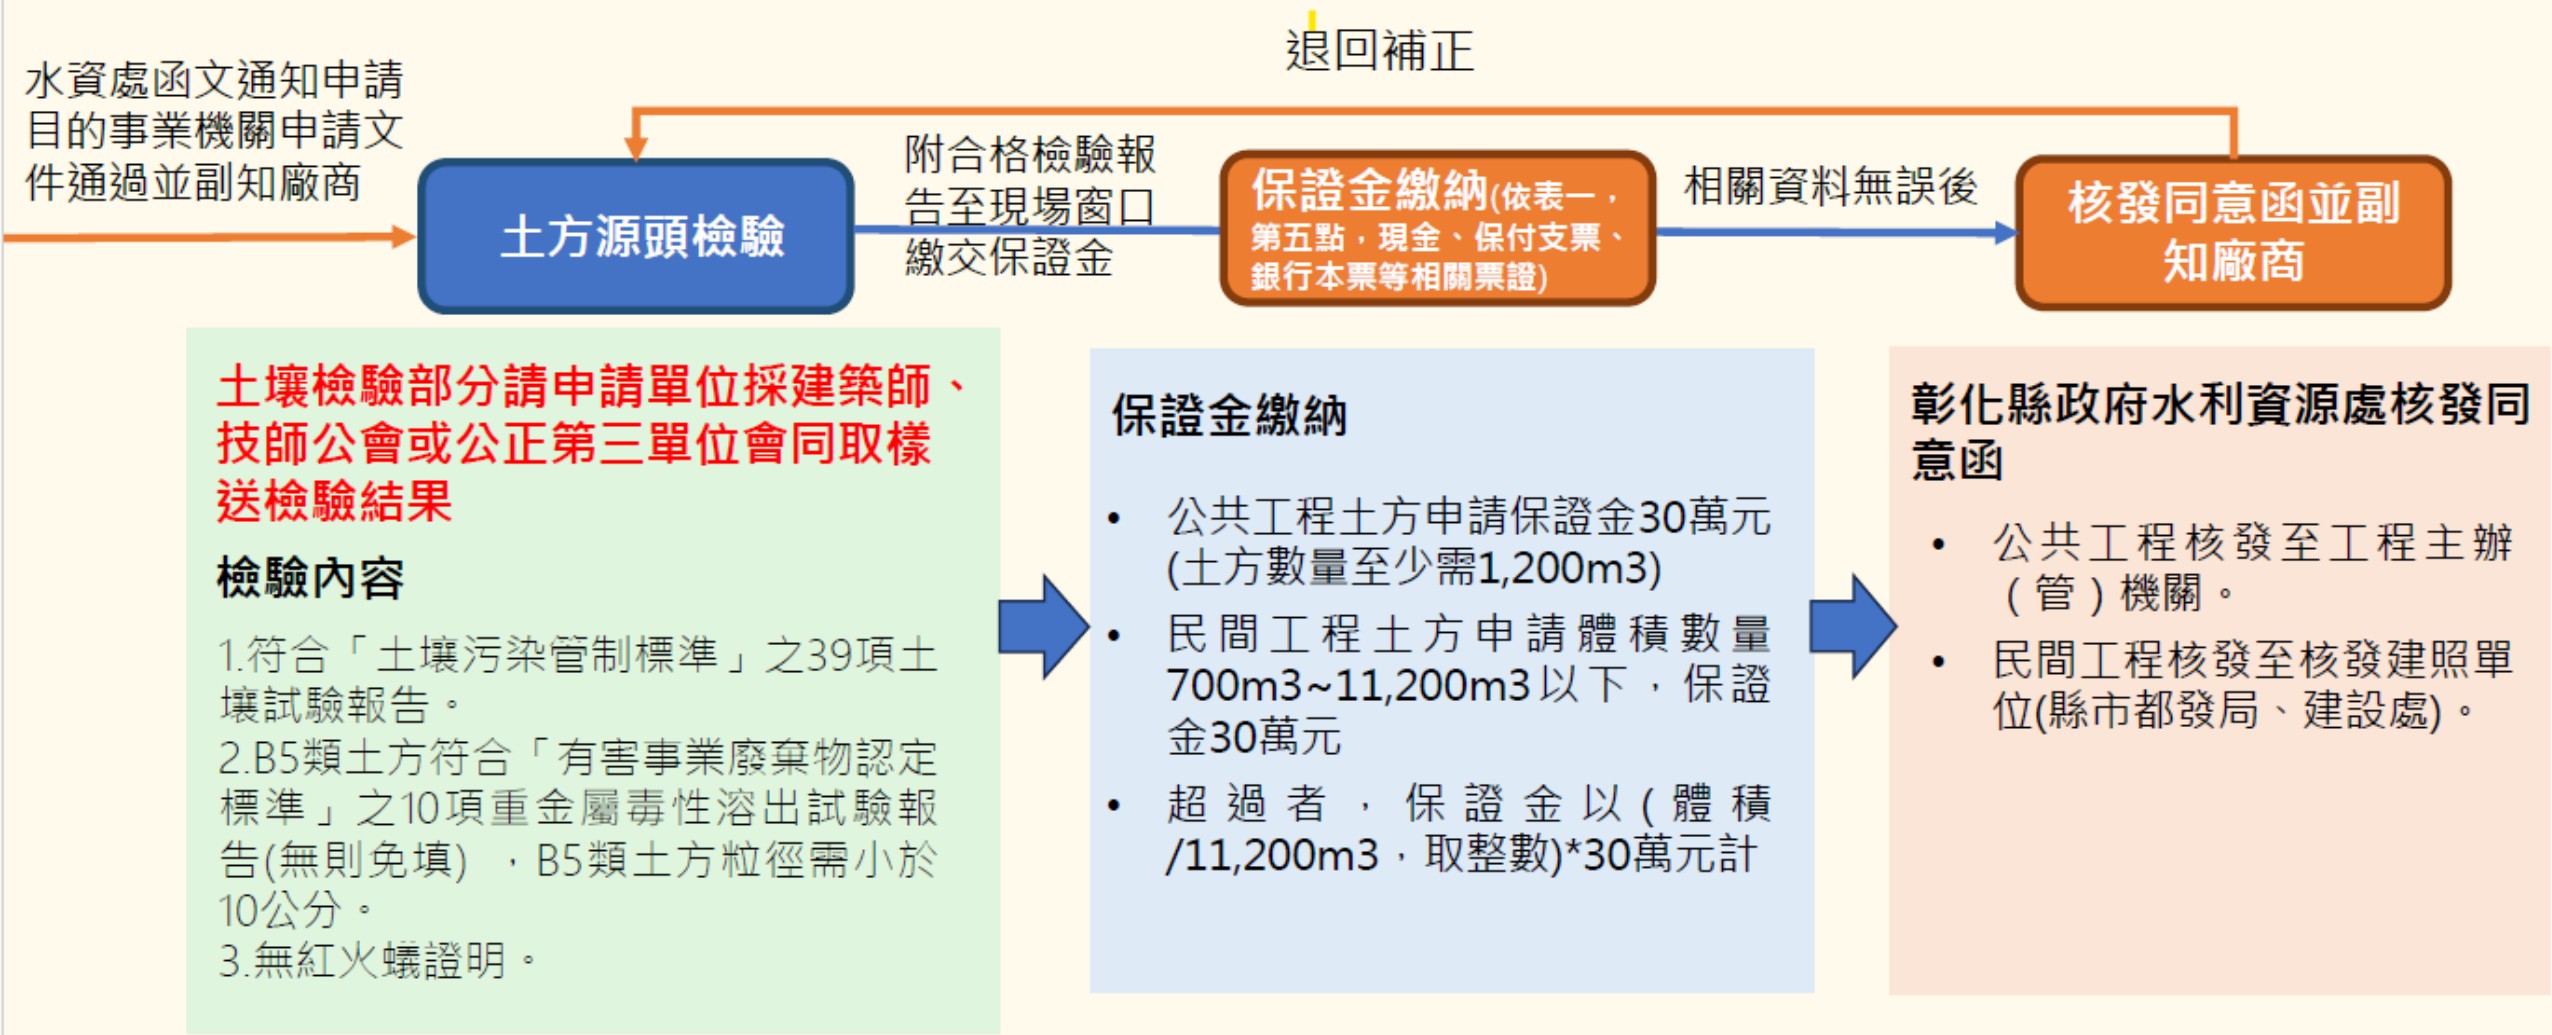 退回補正
水資處函文通知申請
目的事業機關申請文
件通過並副知廠商
土方源頭檢驗
附合格檢驗報
告至現場窗口
繳交保證金
保證金繳納(依表一，
第五點，現金、保付支票、
銀行本票等相關票證)
相關資料無誤後
核發同意函並副
知廠商
土壤檢驗部分請申請單位採建築師、
技師公會或公正第三單位會同取樣
送檢驗結果
檢驗內容
1.符合「土壤污染管制標準」之39項土
壤試驗報告。
2.B5類土方符合「有害事業廢棄物認定
標準」之10項重金屬毒性溶出試驗報
告(無則免填) ，B5類土方粒徑需小於
10公分。
3.無紅火蟻證明。
保證金繳納
• 公共工程土方申請保證金30萬元
(土方數量至少需1,200m3)
• 民間工程土方申請體積數量
700m3~11,200m3以下，保證
金30萬元
• 超過者，保證金以(體積
/11,200m3，取整數)*30萬元計
彰化縣政府水利資源處核發同
意函
• 公共工程核發至工程主辦
（管）機關。
• 民間工程核發至核發建照單
位(縣市都發局、建設處)。